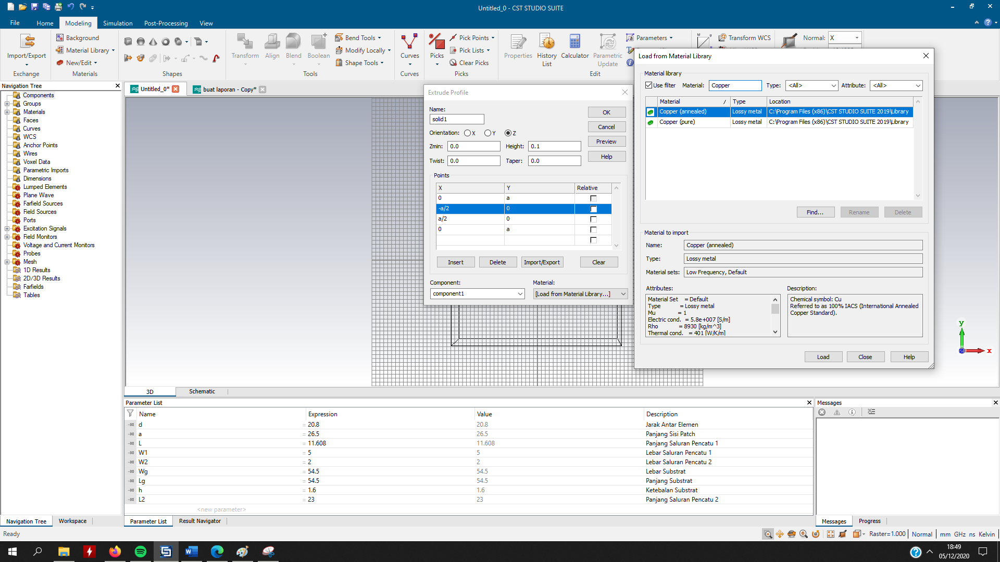 Untitled_0 - CST STUDIO SUITE
File Home Modeling Simulation Post-Processing View
Import/Export
Exchange
Background
Material Library
New/Edit
Materials
Shapes
Transform
Align
Blend
Boolean
Bend Tools
Modify Locally
Shape Tools
Tools
Curves
Curves
Picks
Pick Points
Pick Lists
Clear Picks
Picks
Properties
History List
Calculator
Parametric Update
Parameters
Edit
Transform WCS
Normal: X
Navigation Tree
Components
Groups
Materials
Faces
Curves
WCS
Anchor Points
Wires
Voxel Data
Parametric Imports
Dimensions
Lumped Elements
Plane Wave
Farfield Sources
Field Sources
Ports
Excitation Signals
Field Monitors
Voltage and Current Monitors
Probes
Mesh
1D Results
2D/3D Results
Farfields
Tables
Navigation Tree Workspace
Untitled_0* buat laporan - Copy*
Extrude Profile
Name:
solid1
OK
Orientation: X Y Z
Cancel
Zmin: 0.0 Height: 0.1
Preview
Twist: 0.0 Taper: 0.0
Help
Points
X Y Relative
0 a
-a/2 0
a/2 0
0 a
Insert Delete Import/Export Clear
Component: Material:
component1 [Load from Material Library...]
Load from Material Library
Material library
Use filter Material: Copper Type: <All> Attribute: <All>
Material / Type Location
Copper (annealed) Lossy metal C:\Program Files (x86)\CST STUDIO SUITE 2019\Library
Copper (pure) Lossy metal C:\Program Files (x86)\CST STUDIO SUITE 2019\Library
Find... Rename Delete
Material to import
Name: Copper (annealed)
Type: Lossy metal
Material sets: Low Frequency, Default
Attributes:
Material Set = Default
Type = Lossy metal
Mu = 1
Electric cond. = 5.8e+007 [S/m]
Rho = 8930 [kg/m^3]
Thermal cond. = 401 [W/K/m]
Description:
Chemical symbol: Cu
Referred to as 100% IACS (International Annealed
Copper Standard).
Load Close Help
y
z x
3D Schematic
Parameter List
Name Expression Value Description
d = 20.8 20.8 Jarak Antar Elemen
a = 26.5 26.5 Panjang Sisi Patch
L = 11.608 11.608 Panjang Saluran Pencatu 1
W1 = 5 5 Lebar Saluran Pencatu 1
W2 = 2 2 Lebar Saluran Pencatu 2
Wg = 54.5 54.5 Lebar Substrat
Lg = 54.5 54.5 Panjang Substrat
h = 1.6 1.6 Ketebalan Substrat
L2 = 23 23 Panjang Saluran Pencatu 2
<new parameter>
Parameter List Result Navigator
Messages
Messages Progress
Ready
Raster=1.000 Normal mm GHz ns Kelvin
18:49
05/12/2020